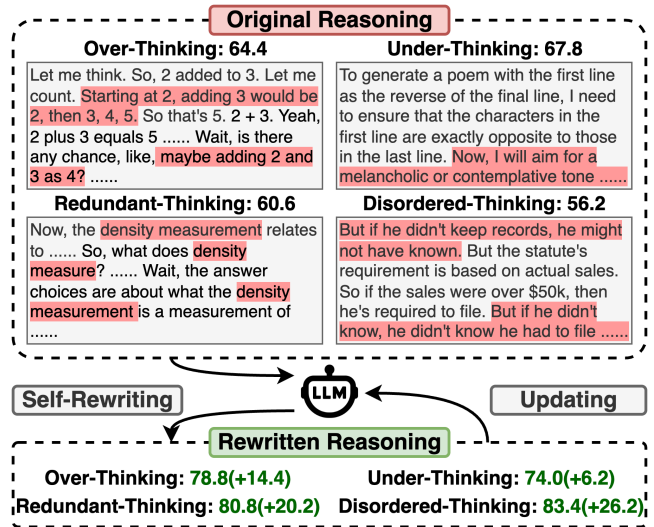 Original Reasoning
Over-Thinking: 64.4
Let me think. So, 2 added to 3. Let me
count. Starting at 2, adding 3 would be
2, then 3, 4, 5. So that's 5. 2 + 3. Yeah,
2 plus 3 equals 5 ...... Wait, is there
any chance, like, maybe adding 2 and
3 as 4? ......
Under-Thinking: 67.8
To generate a poem with the first line
as the reverse of the final line, I need
to ensure that the characters in the
first line are exactly opposite to those
in the last line. Now, I will aim for a
melancholic or contemplative tone ......
Redundant-Thinking: 60.6
Now, the density measurement relates
to ...... So, what does density
measure? ...... Wait, the answer
choices are about what the density
measurement is a measurement of
......
Disordered-Thinking: 56.2
But if he didn't keep records, he might
not have known. But the statute's
requirement is based on actual sales.
So if the sales were over $50k, then
he's required to file. But if he didn't
know, he didn't know he had to file ......
Self-Rewriting
LLM
Updating
Rewritten Reasoning
Over-Thinking: 78.8(+14.4)
Under-Thinking: 74.0(+6.2)
Redundant-Thinking: 80.8(+20.2)
Disordered-Thinking: 83.4(+26.2)